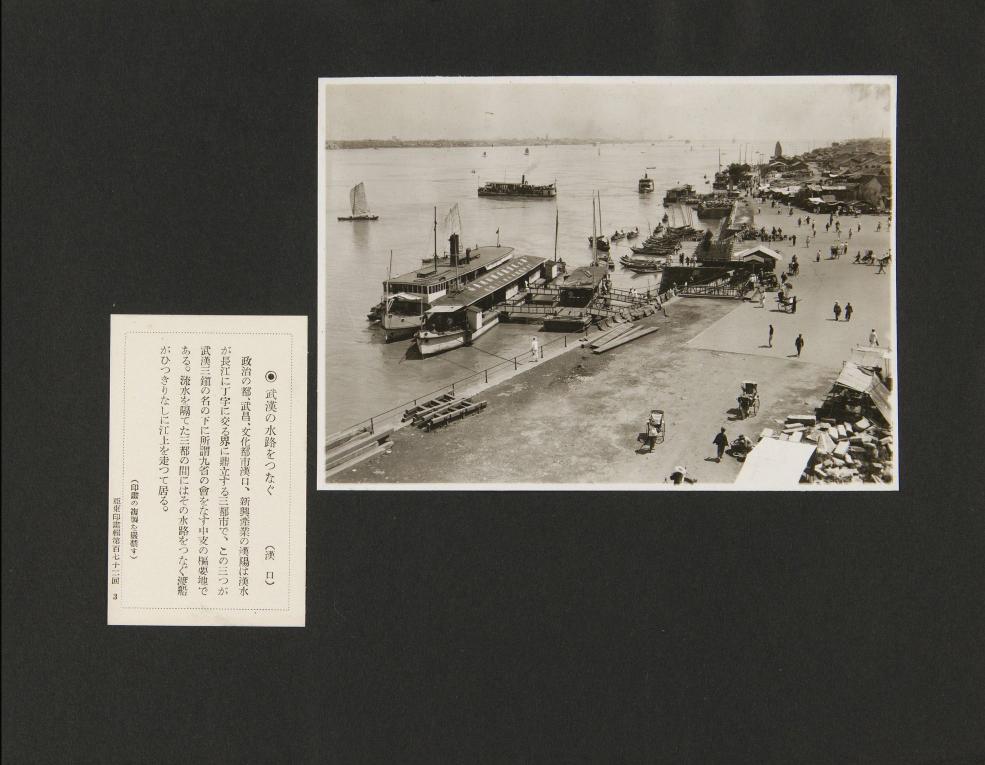 ◉ 武漢の水路をつなぐ （漢口）
政治の都、武昌、文化都市漢口、新興産業の漢陽は漢水
が長江に丁字に交る界に鼎立する三都市で、この三つが
武漢三鎭の名の下に所謂九省の會をなす中支の樞要地で
ある。流水を隔てた三都の間にはその水路をつなぐ渡船
がひつきりなしに江上を走つて居る。
（印畫の複製を嚴禁す）
亞東印畫輯第百七十二回 3